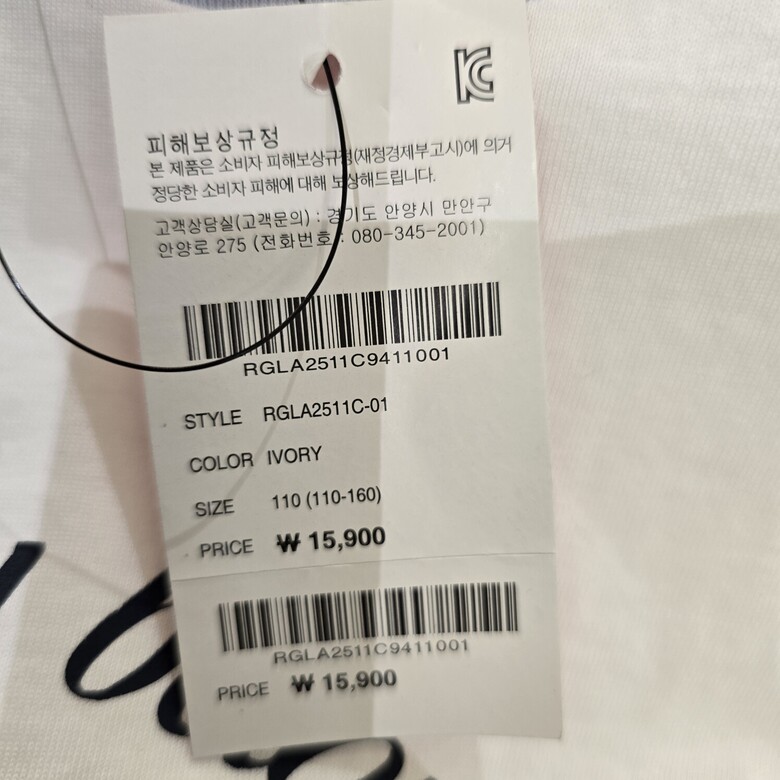 피해보상규정
본 제품은 소비자 피해보상규정(재정경제부고시)에 의거
정당한 소비자 피해에 대해 보상해드립니다.
고객상담실(고객문의) : 경기도 안양시 만안구
안양로 275 (전화번호 : 080-345-2001)
RGLA2511C9411001
STYLE RGLA2511C-01
COLOR IVORY
SIZE 110 (110-160)
PRICE ₩ 15,900
RGLA2511C9411001
PRICE ₩ 15,900